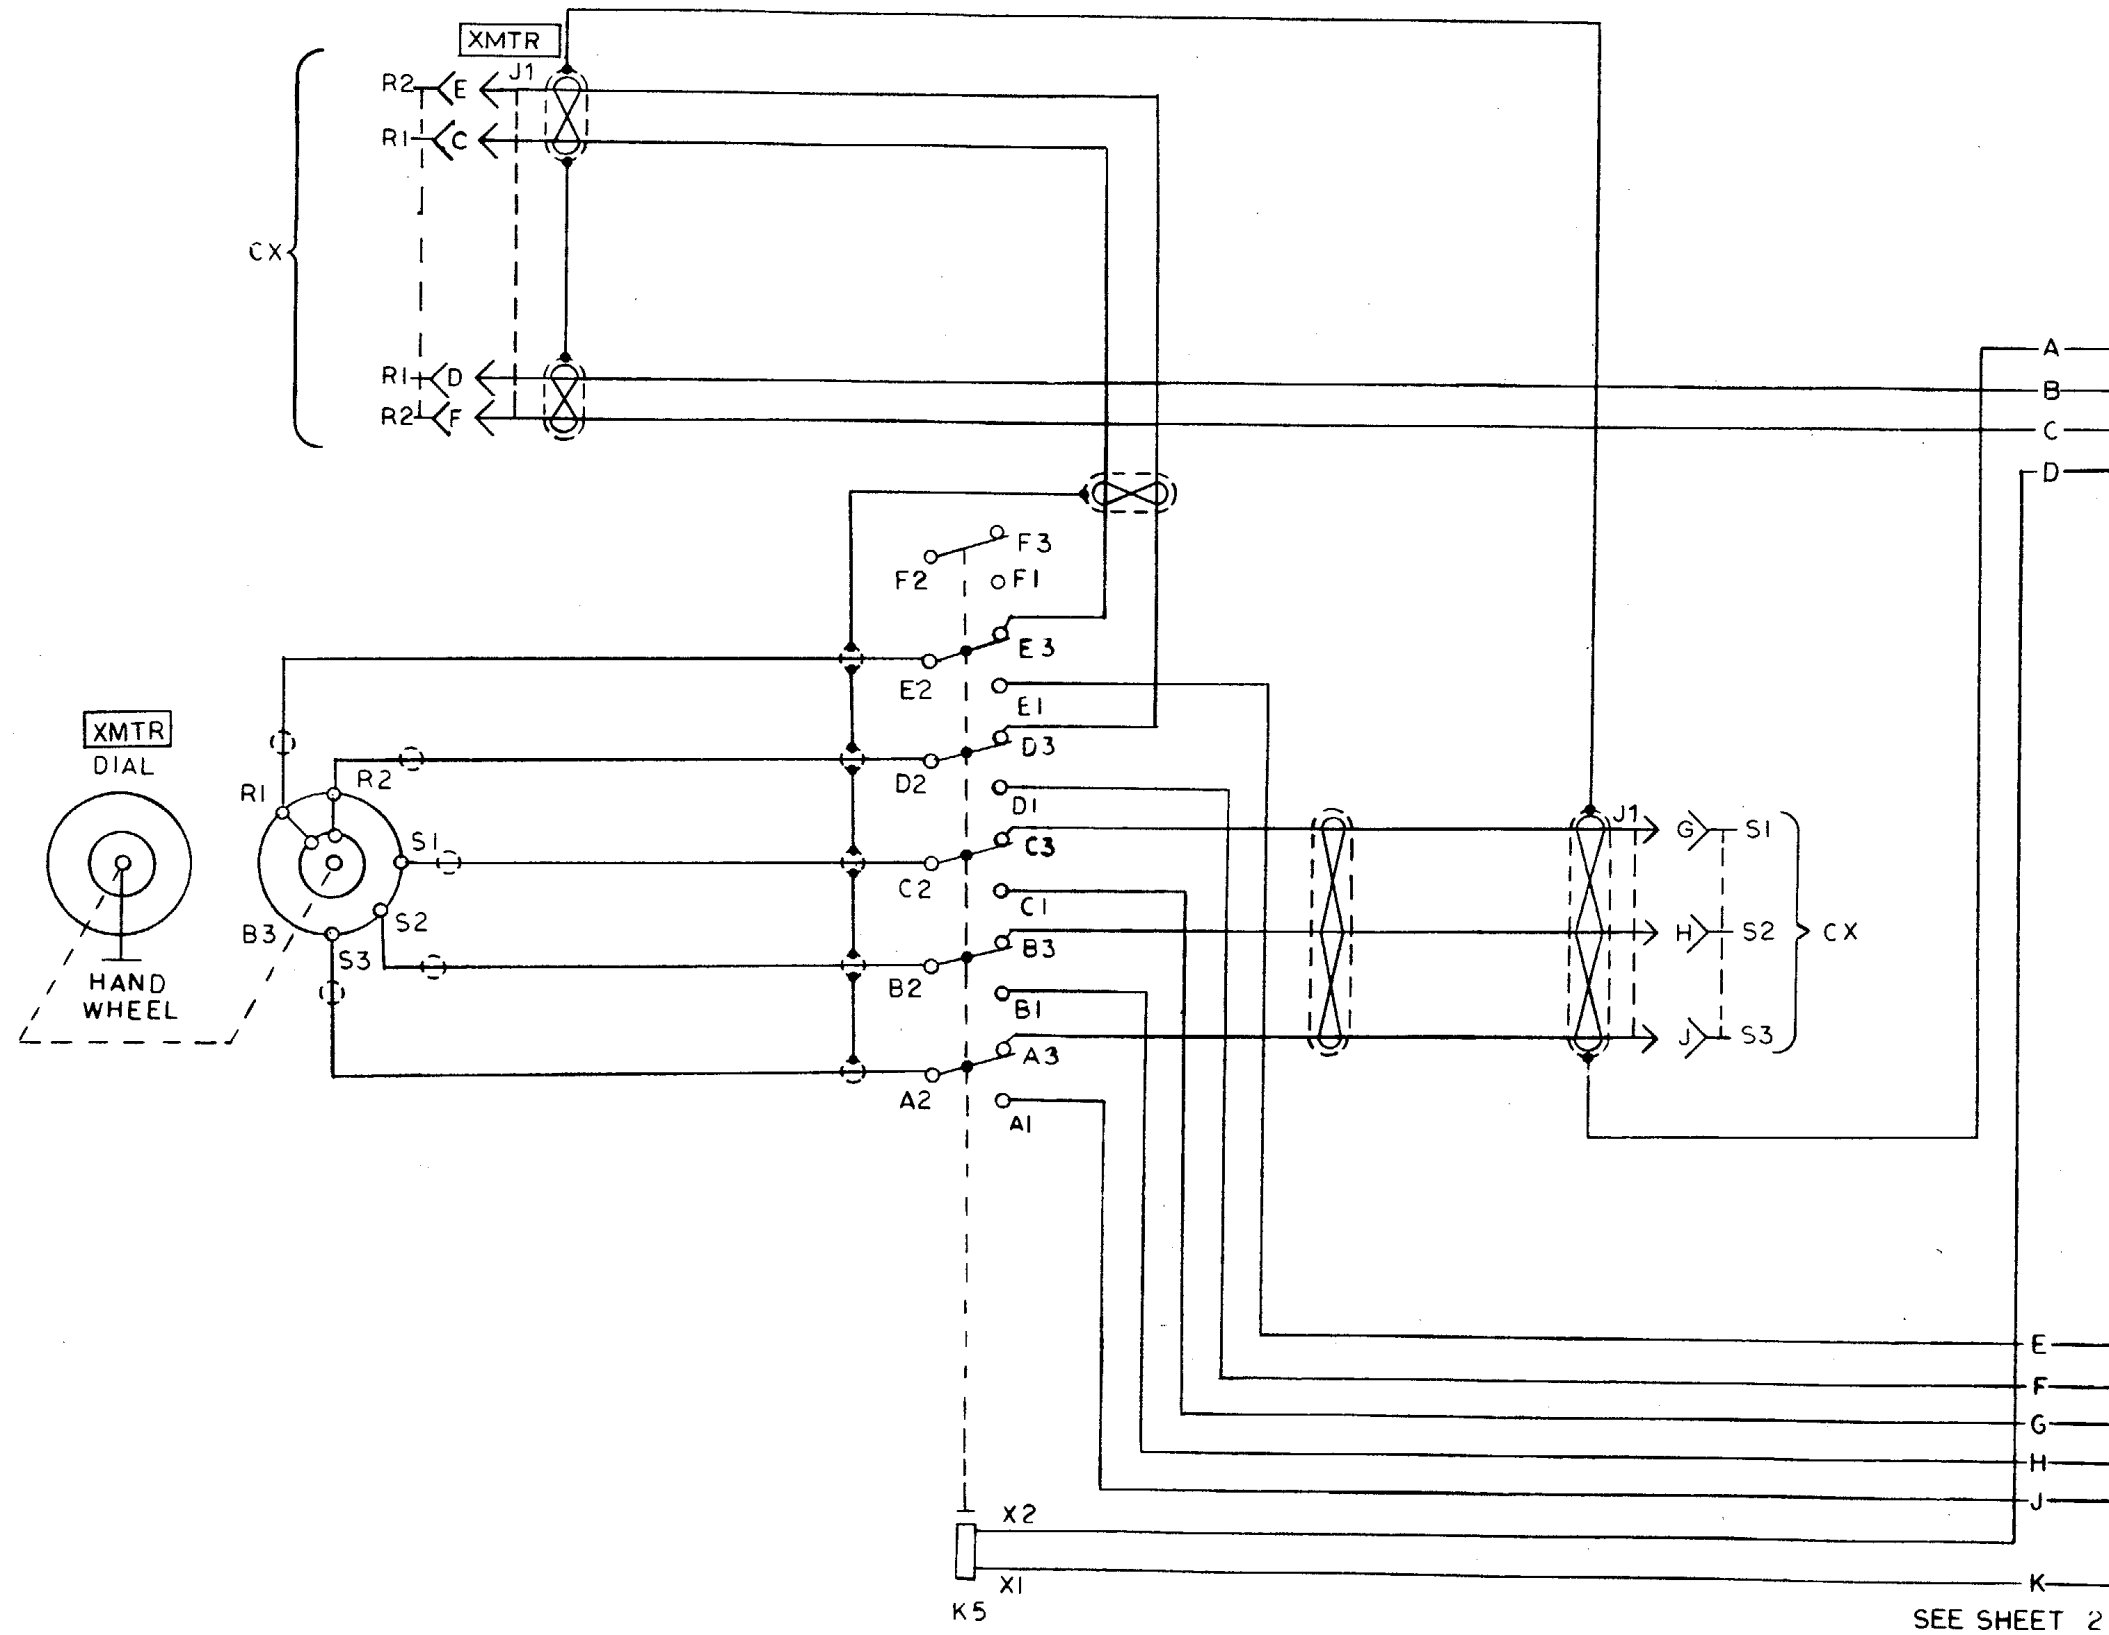 XMTR
J1
R2 E
R1 C
CX
R1 D
R2 F
A
B
C
D
F3
F2
F1
E3
E2
E1
XMTR
DIAL
D3
R2
D2
R1
D1
J1
S1
C3
G S1
C2
C1
S2
B3
S3
B3
H S2
CX
HAND
WHEEL
B2
B1
A3
J S3
A2
A1
E
F
G
H
J
X2
X1
K
K5
SEE SHEET 2